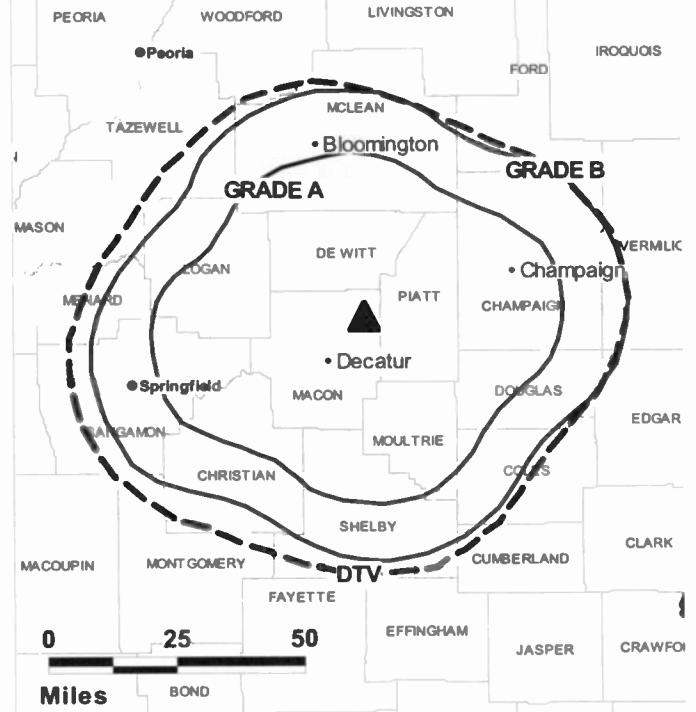 PEORIA
WOODFORD
LIVINGSTON
Peoria
IROQUOIS
FORD
MCLEAN
TAZEWELL
Bloomington
GRADE B
GRADE A
MASON
VERMILIC
DE WITT
LOGAN
Champaign
MENARD
PIATT
CHAMPAIGN
Decatur
Springfield
MACON
DOUGLAS
EDGAR
SANGAMON
MOULTRIE
CHRISTIAN
COLES
SHELBY
CLARK
MACOUPIN
MONTGOMERY
CUMBERLAND
DTV
FAYETTE
EFFINGHAM
0 25 50
JASPER
CRAWFO
Miles
BOND